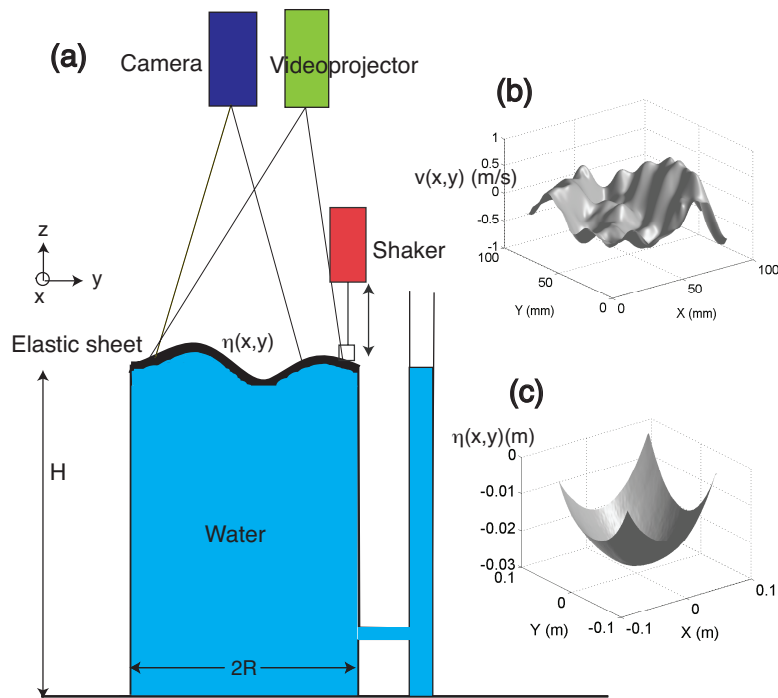 (a)
Camera
Videoprojector
Shaker
z
x
y
Elastic sheet
η(x,y)
H
Water
2R
(b)
v(x,y) (m/s)
1
0.5
0
-0.5
-1
100
50
0
Y (mm)
0
50
100
X (mm)
(c)
η(x,y)(m)
0
-0.01
-0.02
-0.03
0.1
0
-0.1
Y (m)
-0.1
0
0.1
X (m)